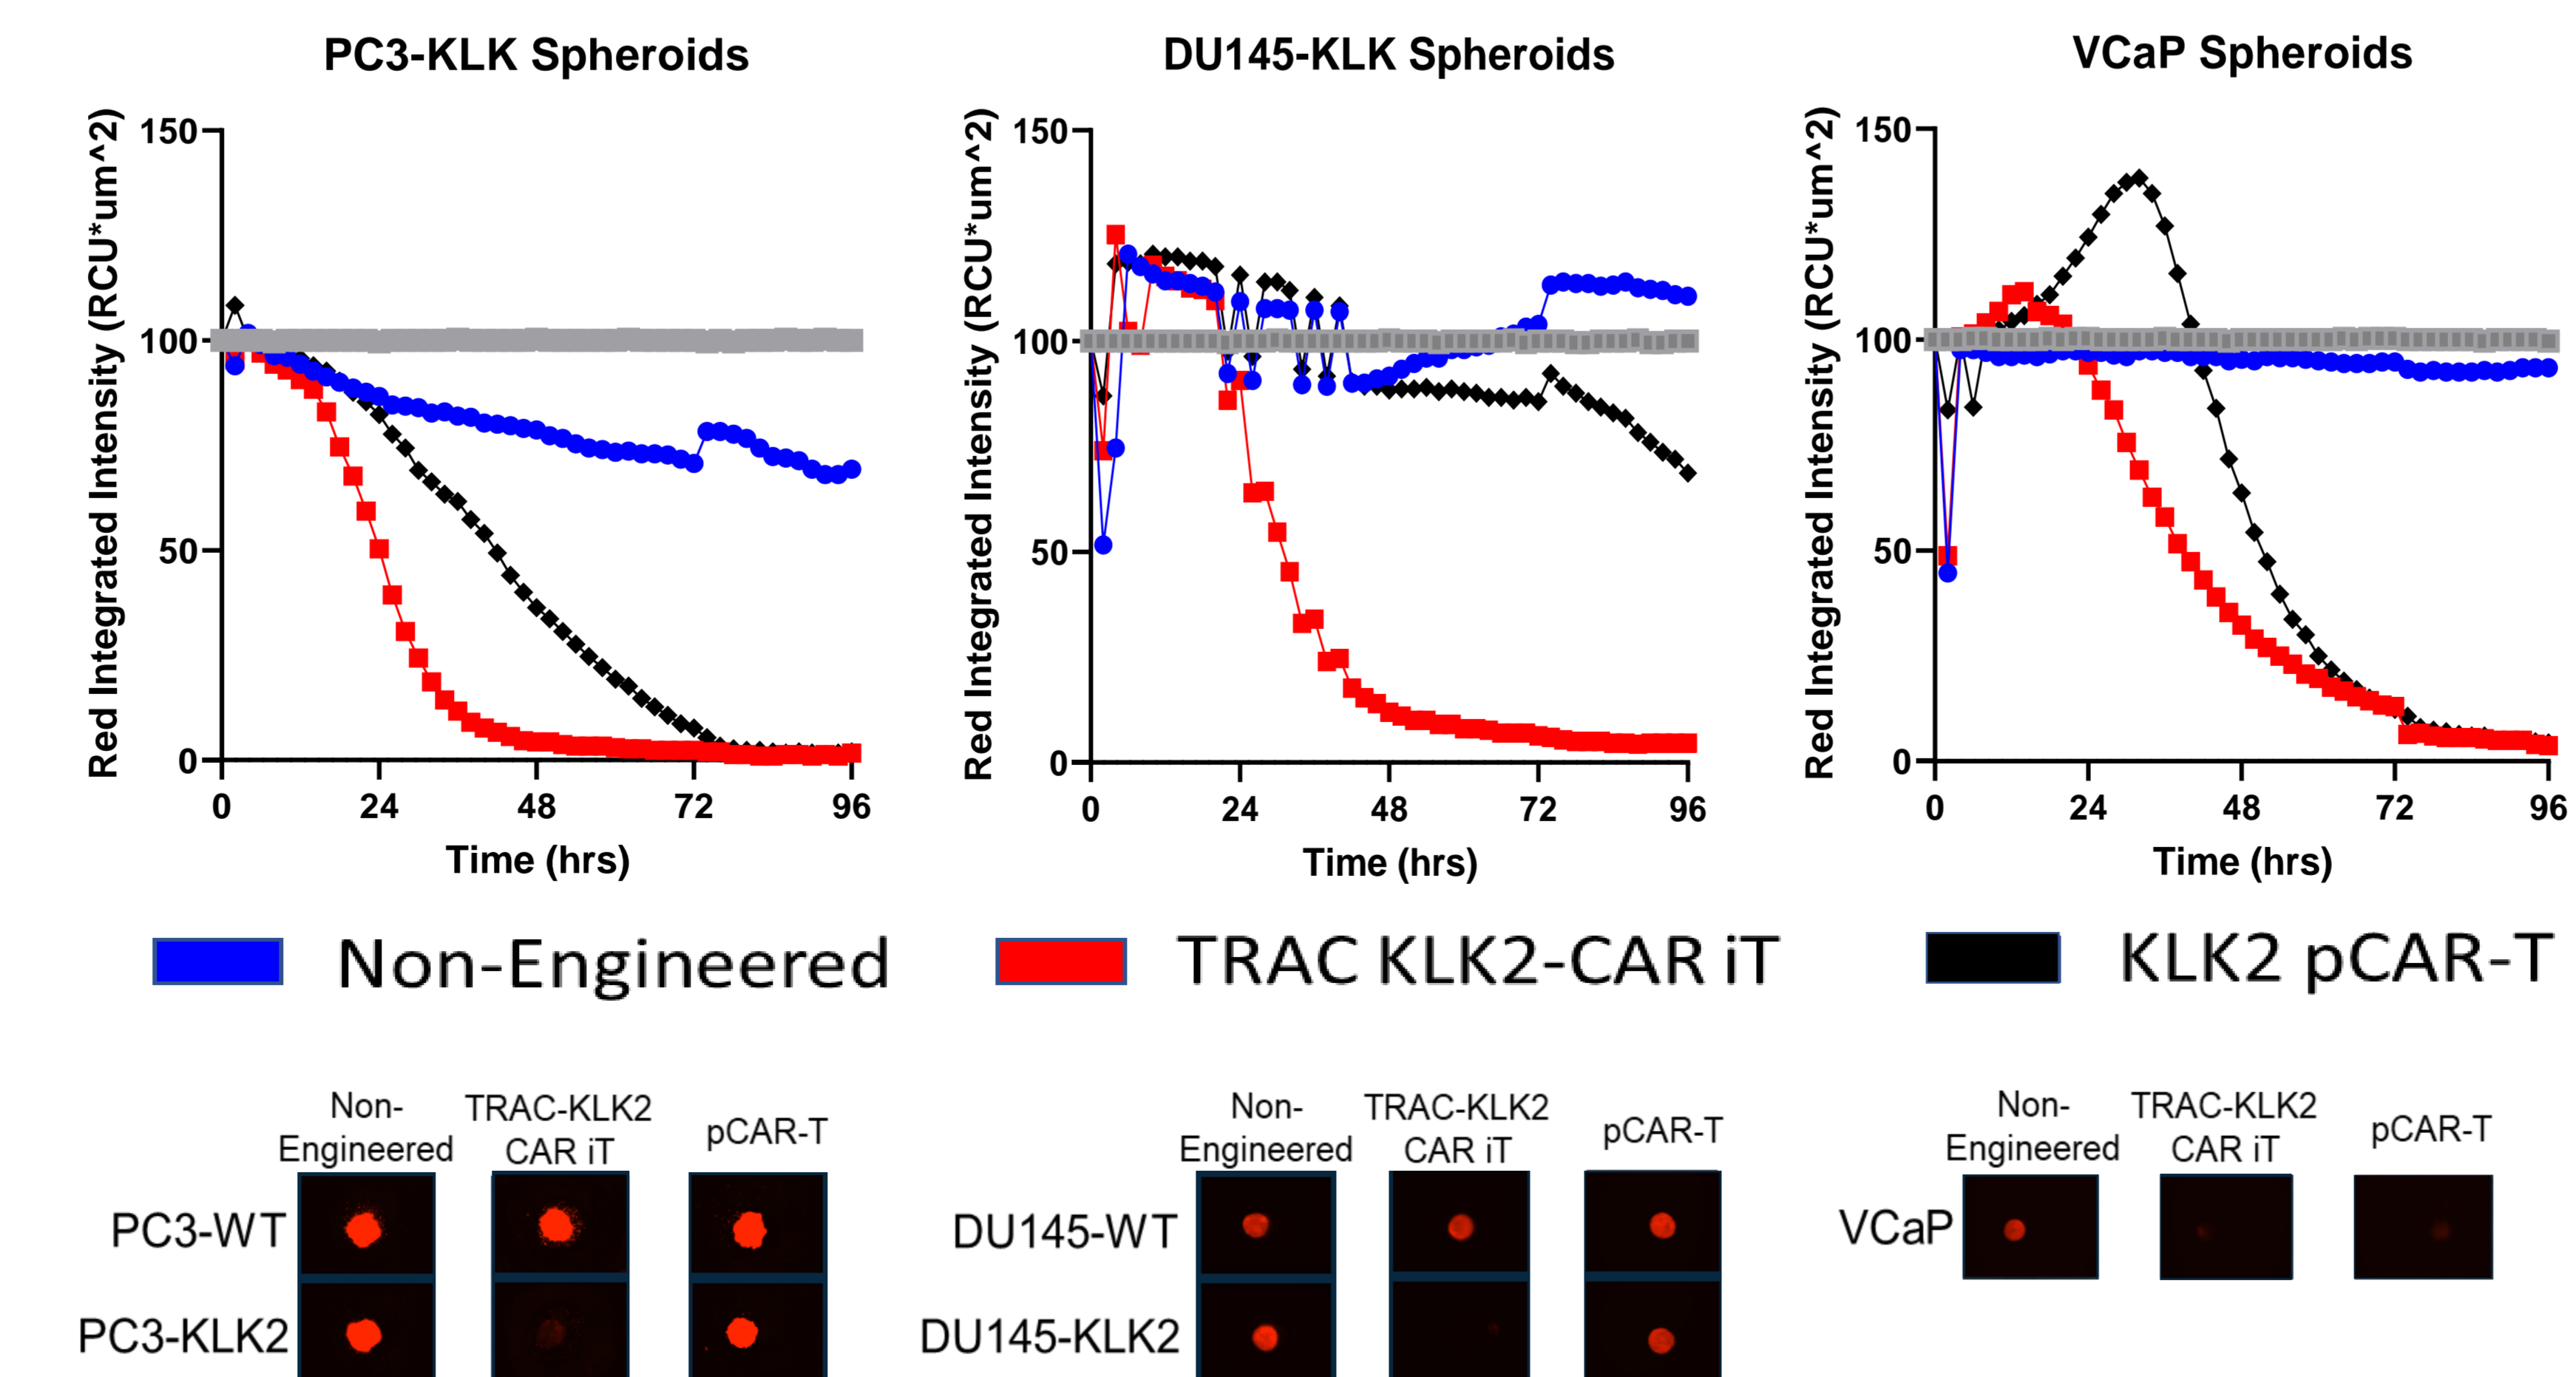 PC3-KLK Spheroids
Red Integrated Intensity (RCU*um^2)
150
100
50
0
0 24 48 72 96
Time (hrs)
DU145-KLK Spheroids
Red Integrated Intensity (RCU*um^2)
150
100
50
0
0 24 48 72 96
Time (hrs)
VCaP Spheroids
Red Integrated Intensity (RCU*um^2)
150
100
50
0
0 24 48 72 96
Time (hrs)
Non-Engineered
TRAC KLK2-CAR iT
KLK2 pCAR-T
Non-
Engineered
TRAC-KLK2
CAR iT
pCAR-T
PC3-WT
PC3-KLK2
Non-
Engineered
TRAC-KLK2
CAR iT
pCAR-T
DU145-WT
DU145-KLK2
Non-
Engineered
TRAC-KLK2
CAR iT
pCAR-T
VCaP